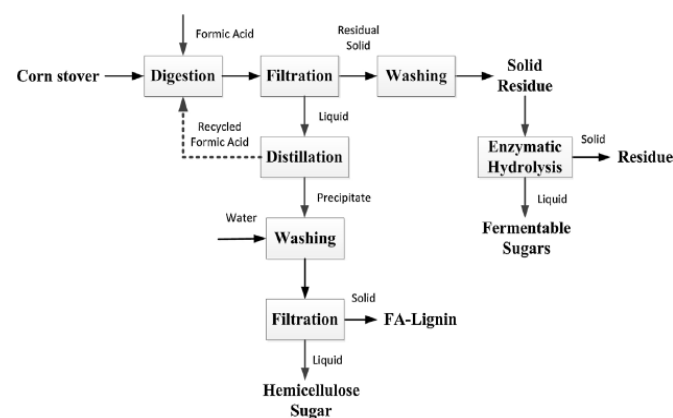 Formic Acid
Corn stover
Digestion
Filtration
Residual
Solid
Washing
Solid
Residue
Liquid
Recycled
Formic Acid
Distillation
Enzymatic
Hydrolysis
Solid
Residue
Precipitate
Liquid
Water
Washing
Fermentable
Sugars
Filtration
Solid
FA-Lignin
Liquid
Hemicellulose
Sugar